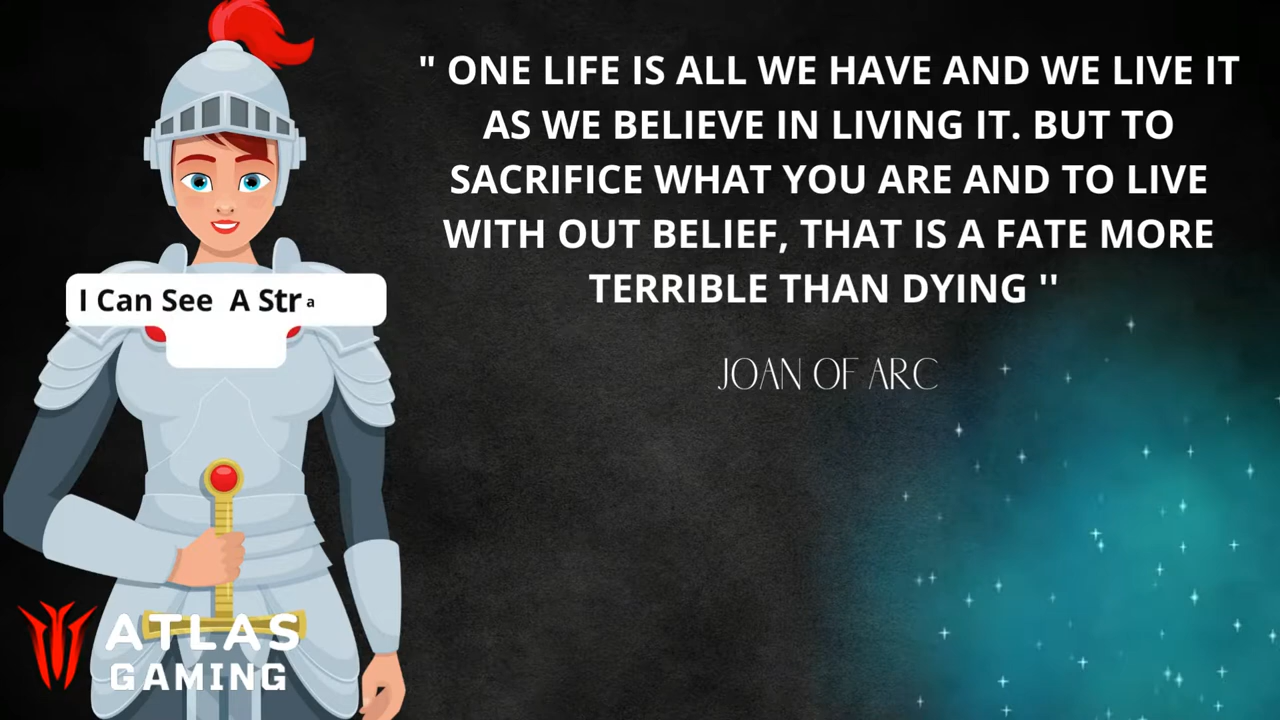 " ONE LIFE IS ALL WE HAVE AND WE LIVE IT
AS WE BELIEVE IN LIVING IT. BUT TO
SACRIFICE WHAT YOU ARE AND TO LIVE
WITH OUT BELIEF, THAT IS A FATE MORE
TERRIBLE THAN DYING ''
JOAN OF ARC
I Can See A Stra
ATLAS
GAMING